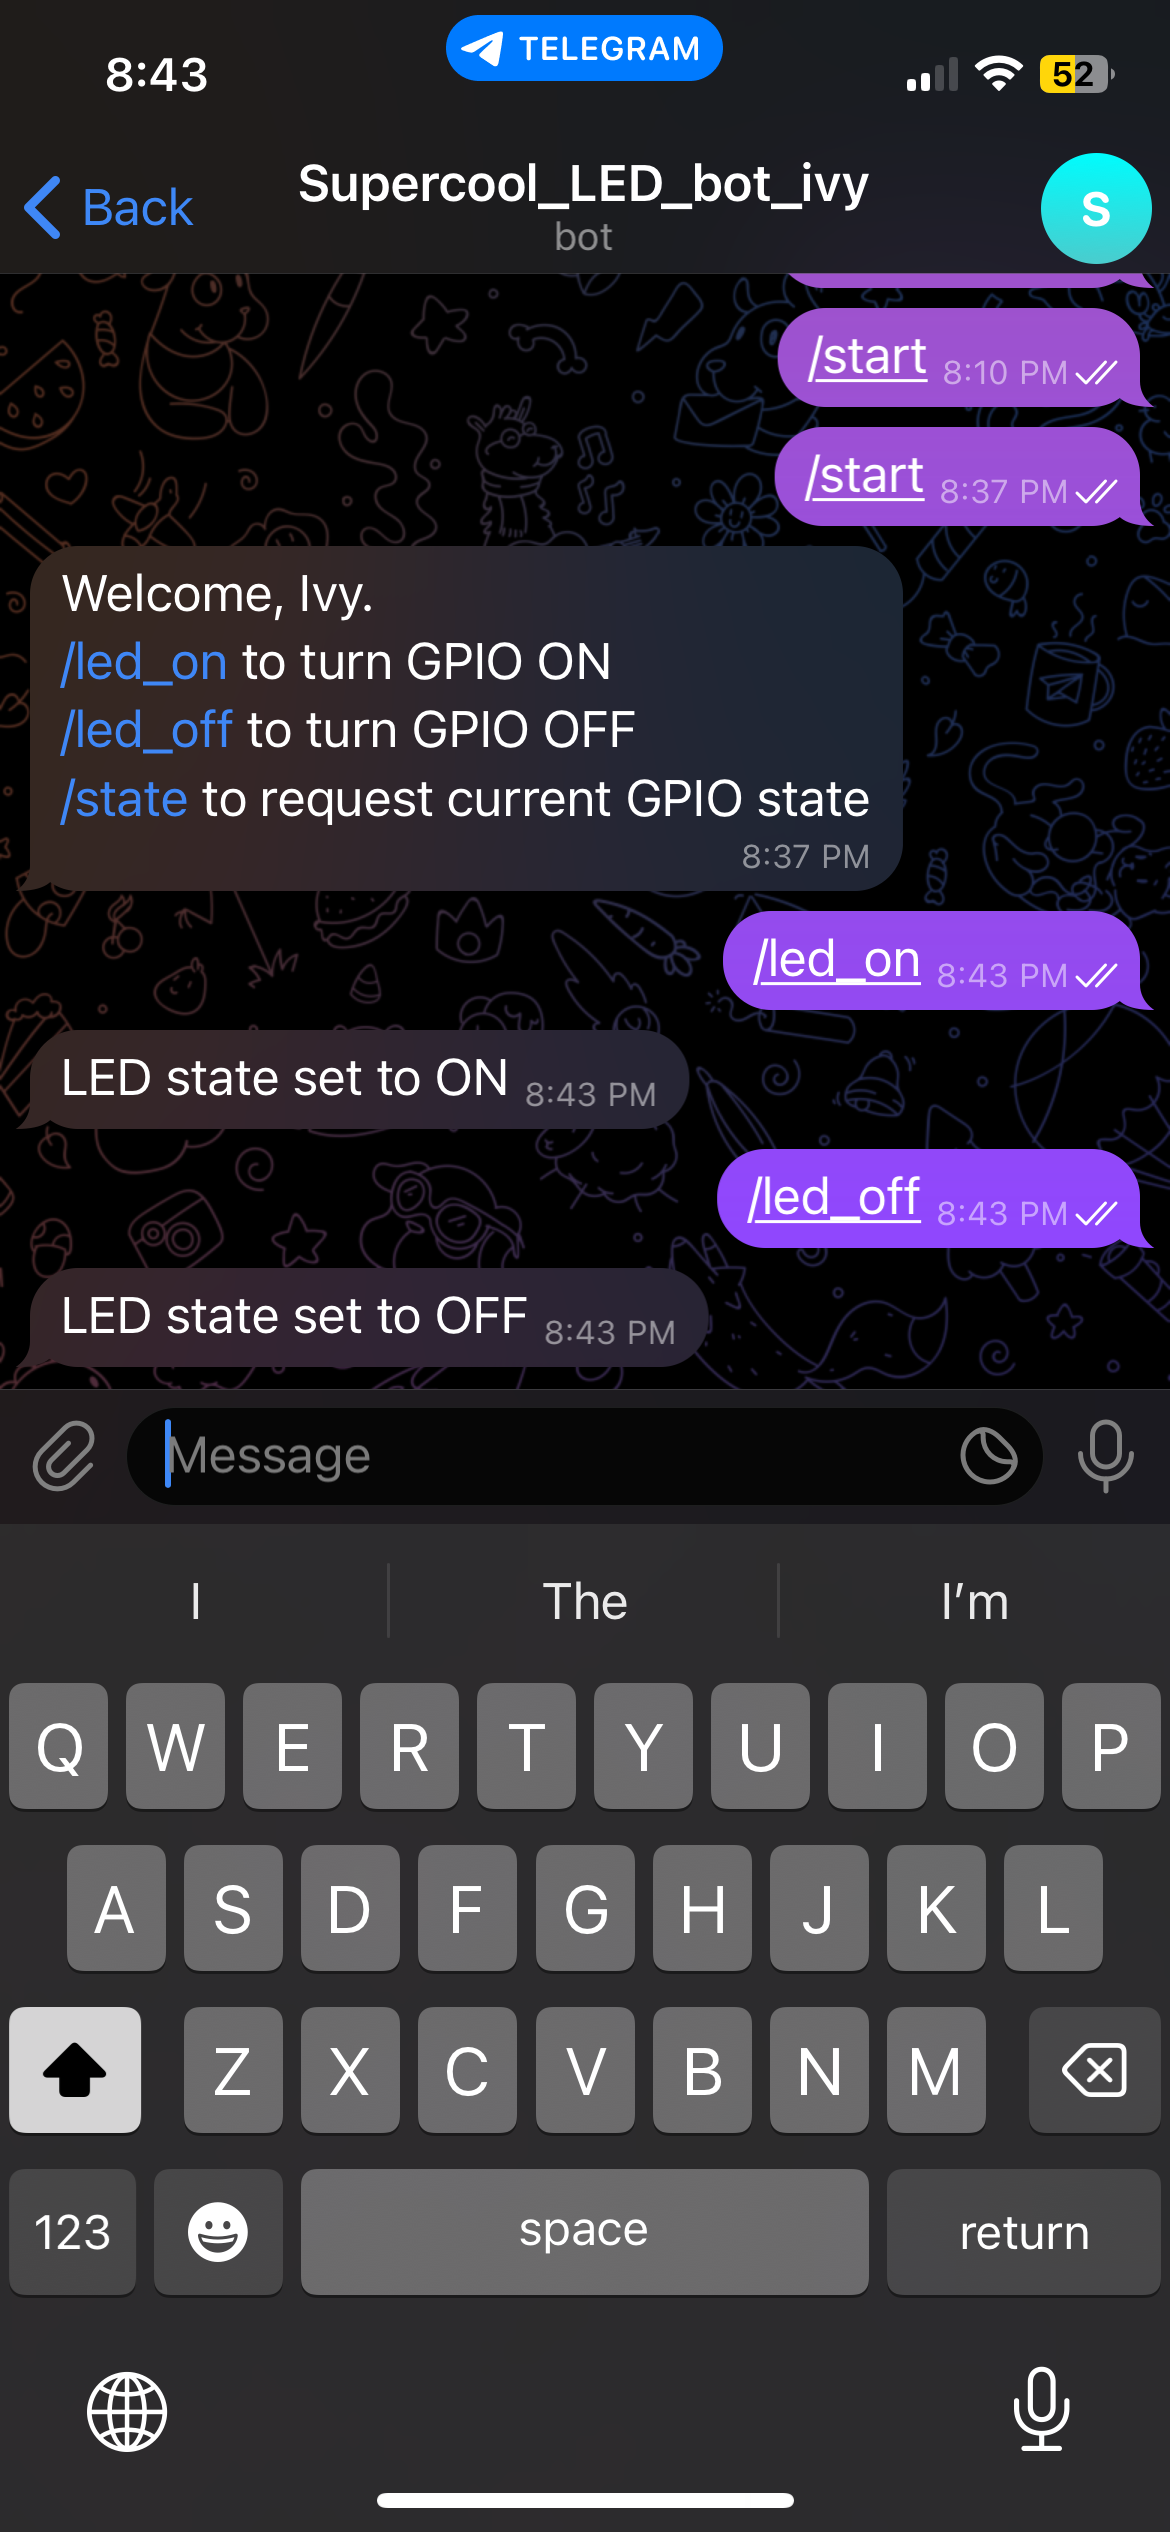 8:43
TELEGRAM
52
Back
Supercool_LED_bot_ivy
bot
S
/start 8:10 PM
/start 8:37 PM
Welcome, Ivy.
/led_on to turn GPIO ON
/led_off to turn GPIO OFF
/state to request current GPIO state
8:37 PM
/led_on 8:43 PM
LED state set to ON 8:43 PM
/led_off 8:43 PM
LED state set to OFF 8:43 PM
Message
I The I'm
Q W E R T Y U I O P
A S D F G H J K L
Z X C V B N M
123 space return